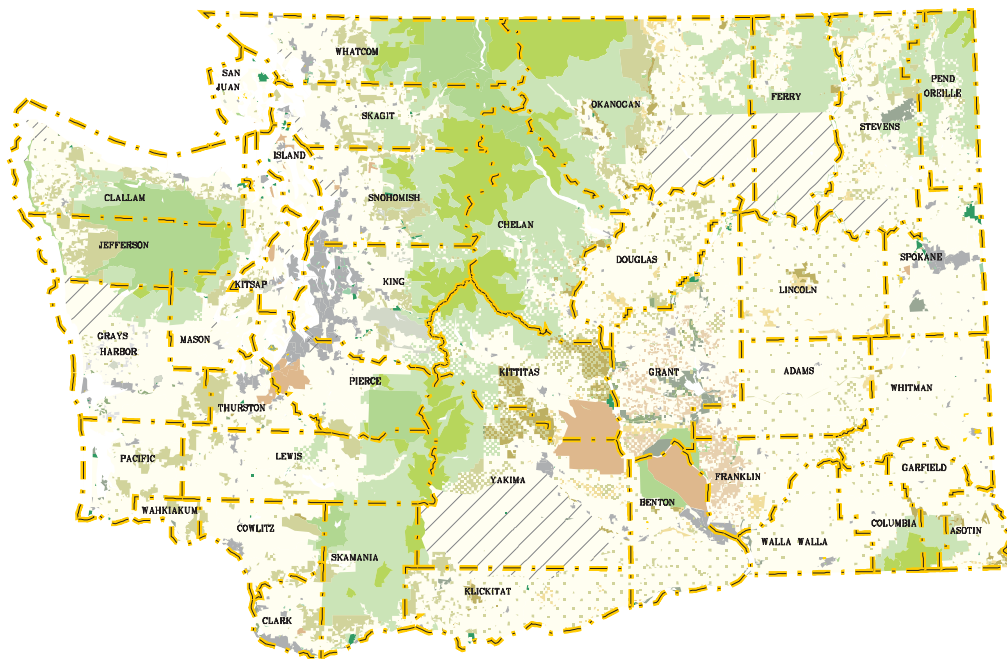 WHATCOM
SAN
JUAN
SKAGIT
ISLAND
OKANOGAN
FERRY
STEVENS
PEND
OREILLE
CLALLAM
SNOHOMISH
CHELAN
JEFFERSON
DOUGLAS
SPOKANE
KITSAP
KING
LINCOLN
GRAYS
HARBOR
MASON
KITTITAS
GRANT
ADAMS
WHITMAN
PIERCE
THURSTON
PACIFIC
LEWIS
YAKIMA
FRANKLIN
GARFIELD
BENTON
WAHKIAKUM
COWLITZ
COLUMBIA
ASOTIN
WALLA WALLA
SKAMANIA
KLICKITAT
CLARK